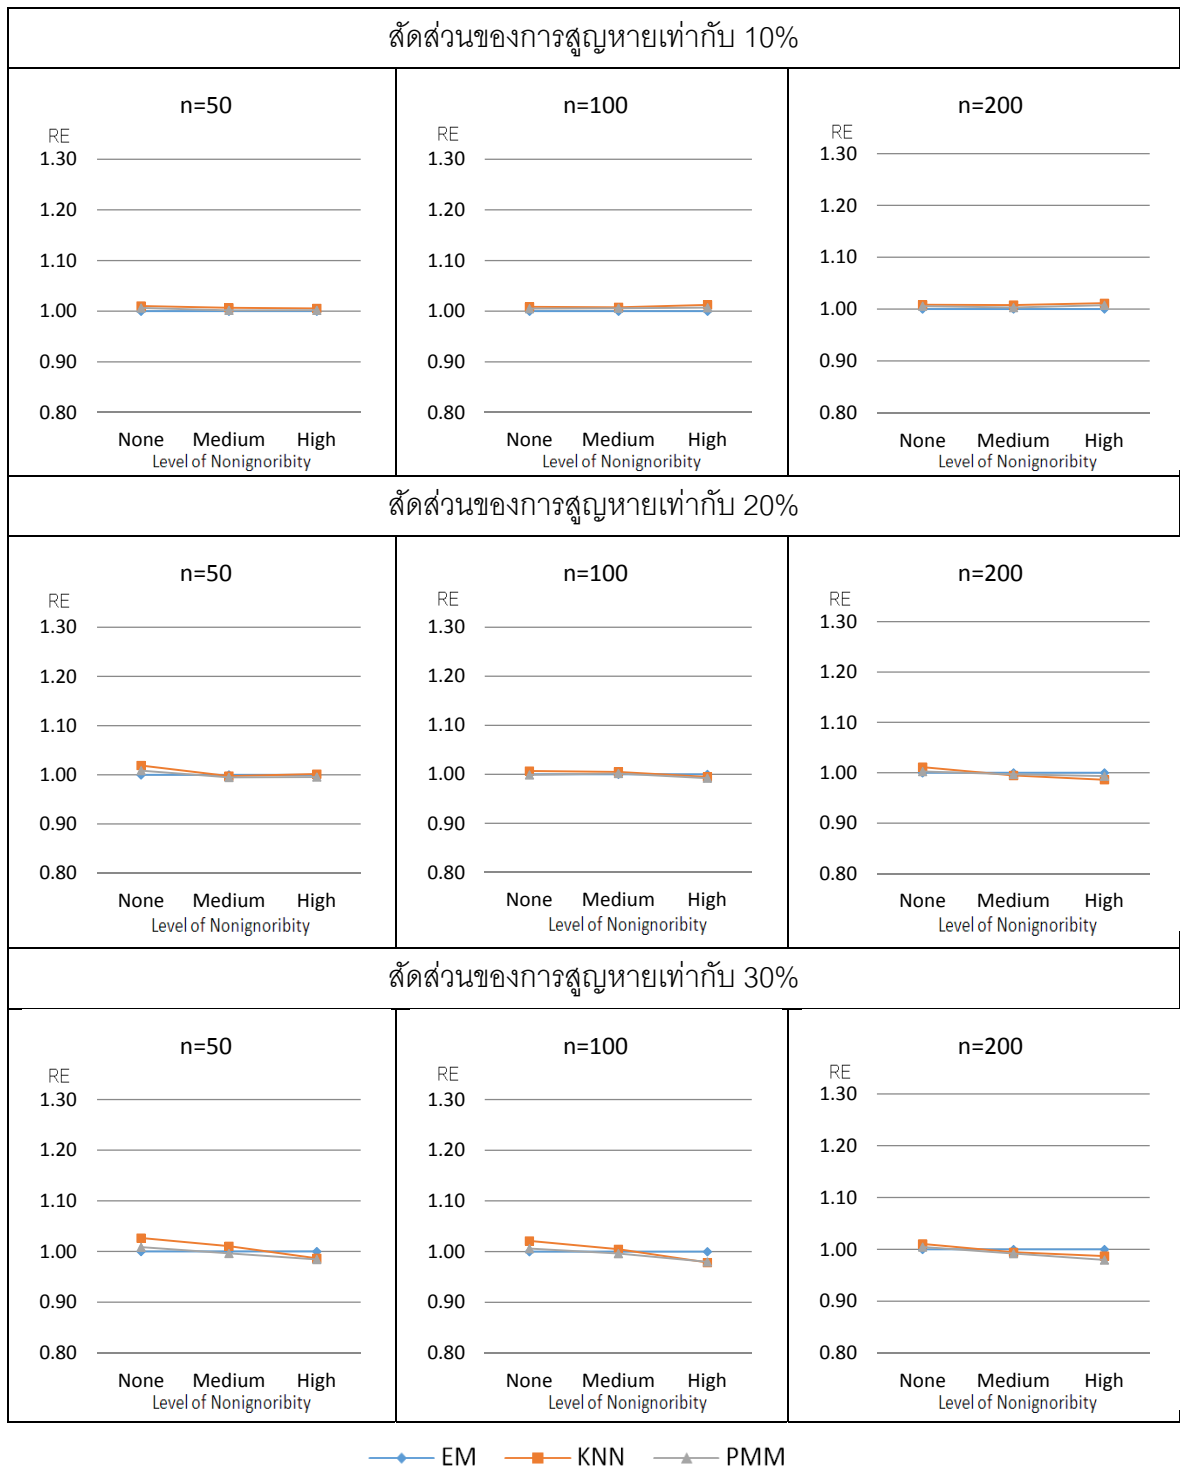 สัดส่วนของการสูญหายเท่ากับ 10%
n=50
RE
1.30
1.20
1.10
1.00
0.90
0.80
None Medium High
Level of Nonignoribity
n=100
RE
1.30
1.20
1.10
1.00
0.90
0.80
None Medium High
Level of Nonignoribity
n=200
RE
1.30
1.20
1.10
1.00
0.90
0.80
None Medium High
Level of Nonignoribity
สัดส่วนของการสูญหายเท่ากับ 20%
n=50
RE
1.30
1.20
1.10
1.00
0.90
0.80
None Medium High
Level of Nonignoribity
n=100
RE
1.30
1.20
1.10
1.00
0.90
0.80
None Medium High
Level of Nonignoribity
n=200
RE
1.30
1.20
1.10
1.00
0.90
0.80
None Medium High
Level of Nonignoribity
สัดส่วนของการสูญหายเท่ากับ 30%
n=50
RE
1.30
1.20
1.10
1.00
0.90
0.80
None Medium High
Level of Nonignoribity
n=100
RE
1.30
1.20
1.10
1.00
0.90
0.80
None Medium High
Level of Nonignoribity
n=200
RE
1.30
1.20
1.10
1.00
0.90
0.80
None Medium High
Level of Nonignoribity
EM KNN PMM